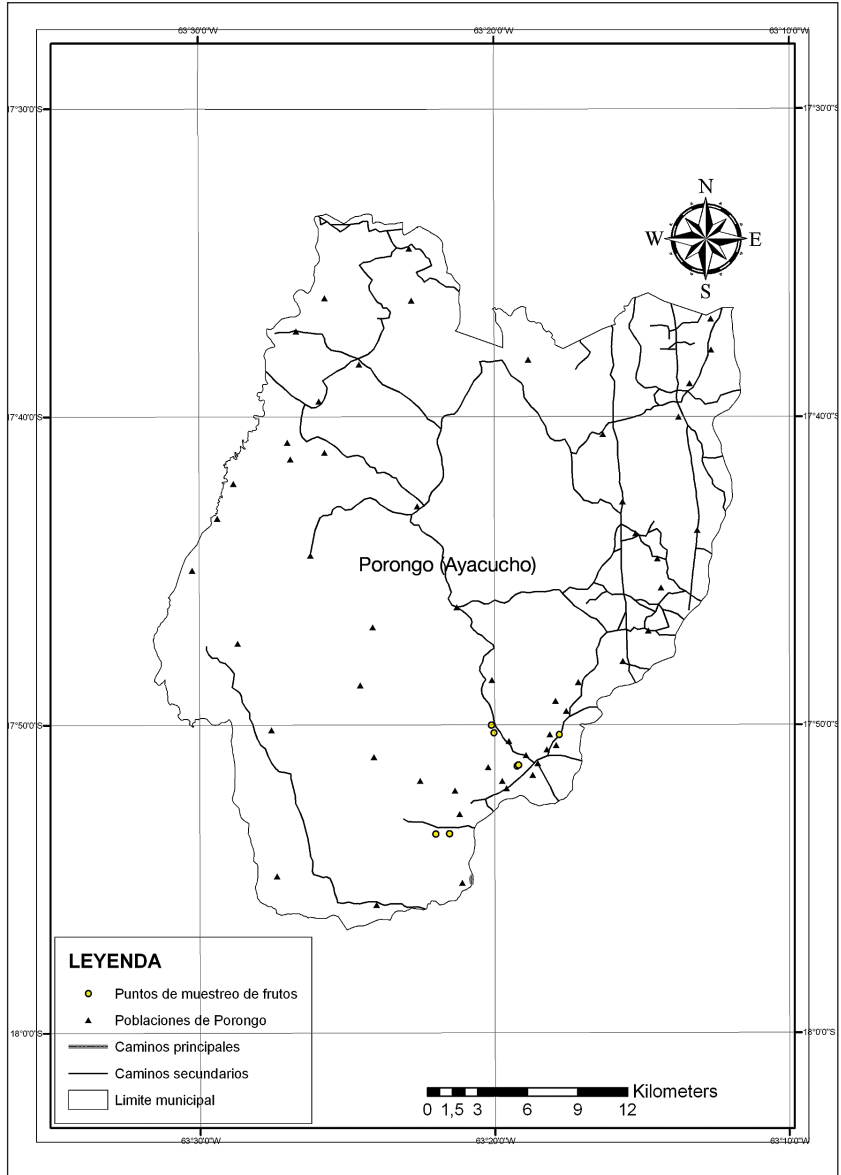 63°30'0"W
63°20'0"W
63°10'0"W
17°30'0"S
17°30'0"S
N
W
E
S
17°40'0"S
17°40'0"S
Porongo (Ayacucho)
17°50'0"S
17°50'0"S
LEYENDA
Puntos de muestreo de frutos
Poblaciones de Porongo
Caminos principales
Caminos secundarios
Limite municipal
18°0'0"S
18°0'0"S
Kilometers
0 1,5 3 6 9 12
63°30'0"W
63°20'0"W
63°10'0"W